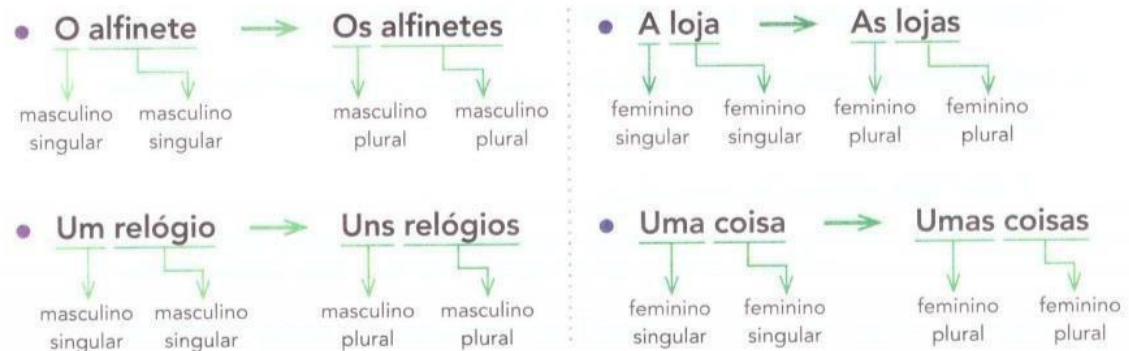 • O alfinete → Os alfinetes
masculino singular masculino singular masculino plural masculino plural
• Um relógio → Uns relógios
masculino singular masculino singular masculino plural masculino plural
• A loja → As lojas
feminino singular feminino singular feminino plural feminino plural
• Uma coisa → Umas coisas
feminino singular feminino singular feminino plural feminino plural